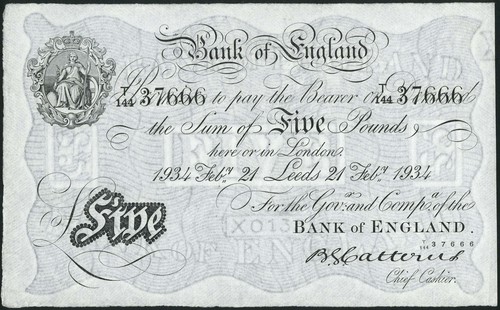 Bank of England
T/144 37666 T/144 37666
I Promise to pay the Bearer on Demand
the Sum of Five Pounds
here or in London.
1934 Feby. 21 Leeds 21 Feby. 1934
For the Govr. and Compa. of the
BANK OF ENGLAND.
Five
T/144 37666
B. G. Catterns
Chief Cashier.